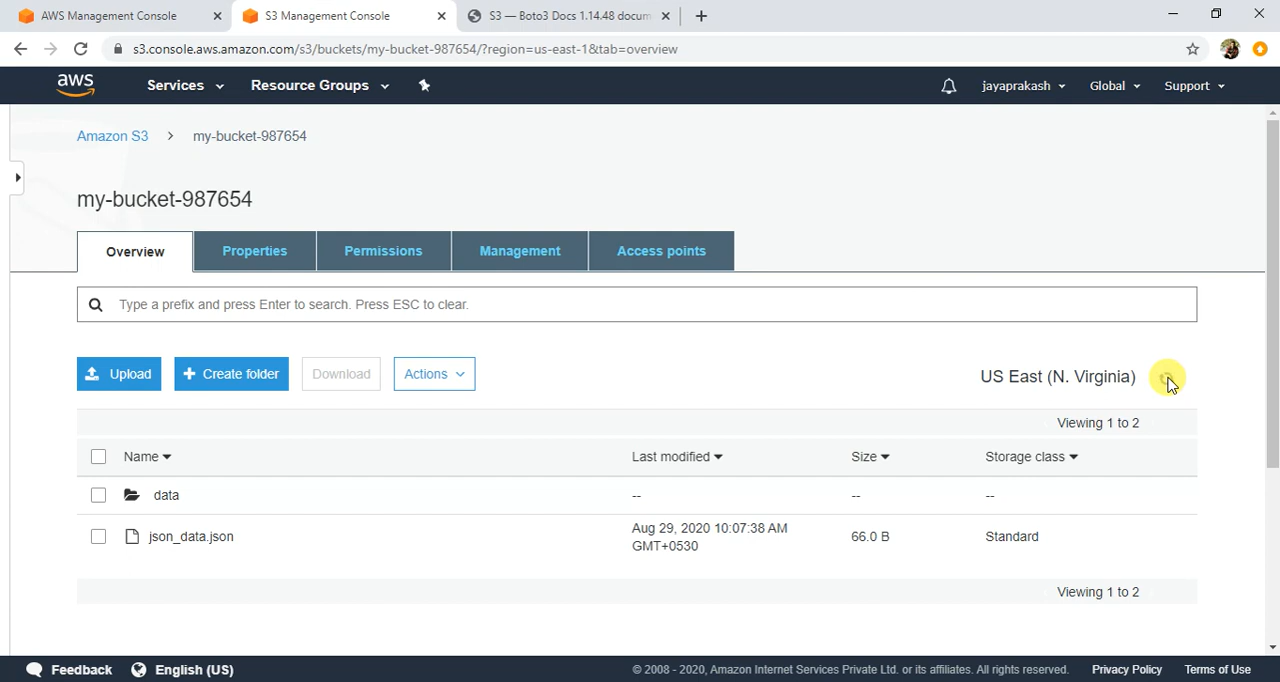 AWS Management Console
S3 Management Console
S3 — Boto3 Docs 1.14.48 docum
s3.console.aws.amazon.com/s3/buckets/my-bucket-987654/?region=us-east-1&tab=overview
aws Services Resource Groups jayaprakash Global Support
Amazon S3 > my-bucket-987654
my-bucket-987654
Overview Properties Permissions Management Access points
Type a prefix and press Enter to search. Press ESC to clear.
Upload + Create folder Download Actions US East (N. Virginia)
Viewing 1 to 2
Name Last modified Size Storage class
data -- -- --
json_data.json Aug 29, 2020 10:07:38 AM 66.0 B Standard
GMT+0530
Viewing 1 to 2
Feedback English (US) © 2008 - 2020, Amazon Internet Services Private Ltd. or its affiliates. All rights reserved. Privacy Policy Terms of Use